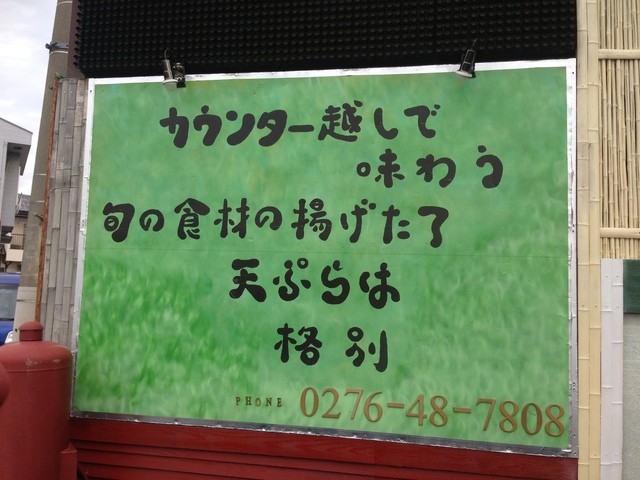 カウンター越しで
味わう
旬の食材の揚げたて
天ぷらは
格別
PHONE 0276-48-7808